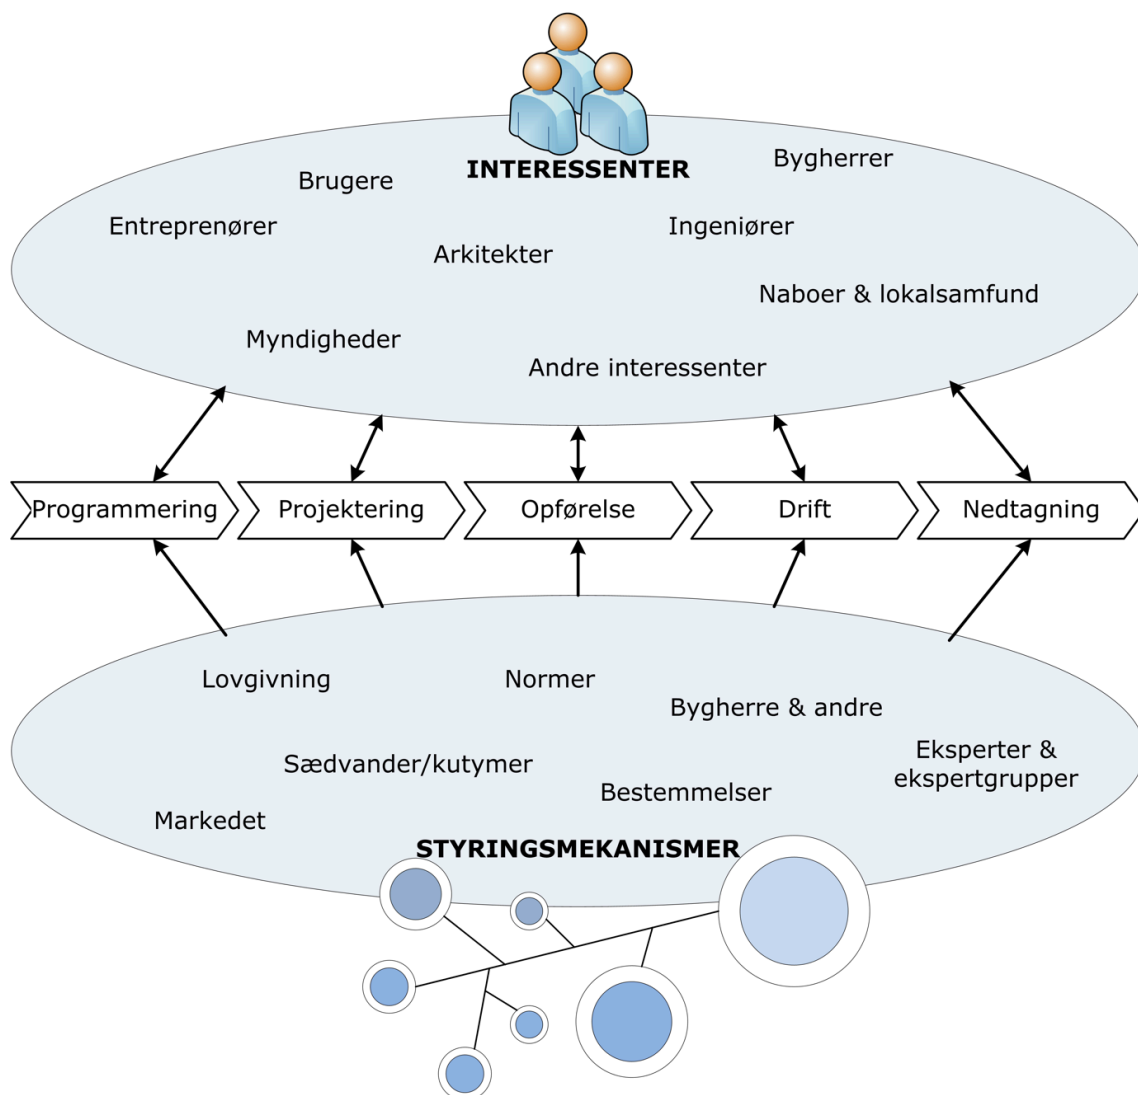 INTERESSENTER
Bygherrer
Brugere
Entreprenører
Ingeniører
Arkitekter
Naboer & lokalsamfund
Myndigheder
Andre interessenter
Programmering
Projektering
Opførelse
Drift
Nedtagning
Lovgivning
Normer
Bygherre & andre
Sædvander/kutymer
Eksperter &
ekspertgrupper
Bestemmelser
Markedet
STYRINGSMEKANISMER